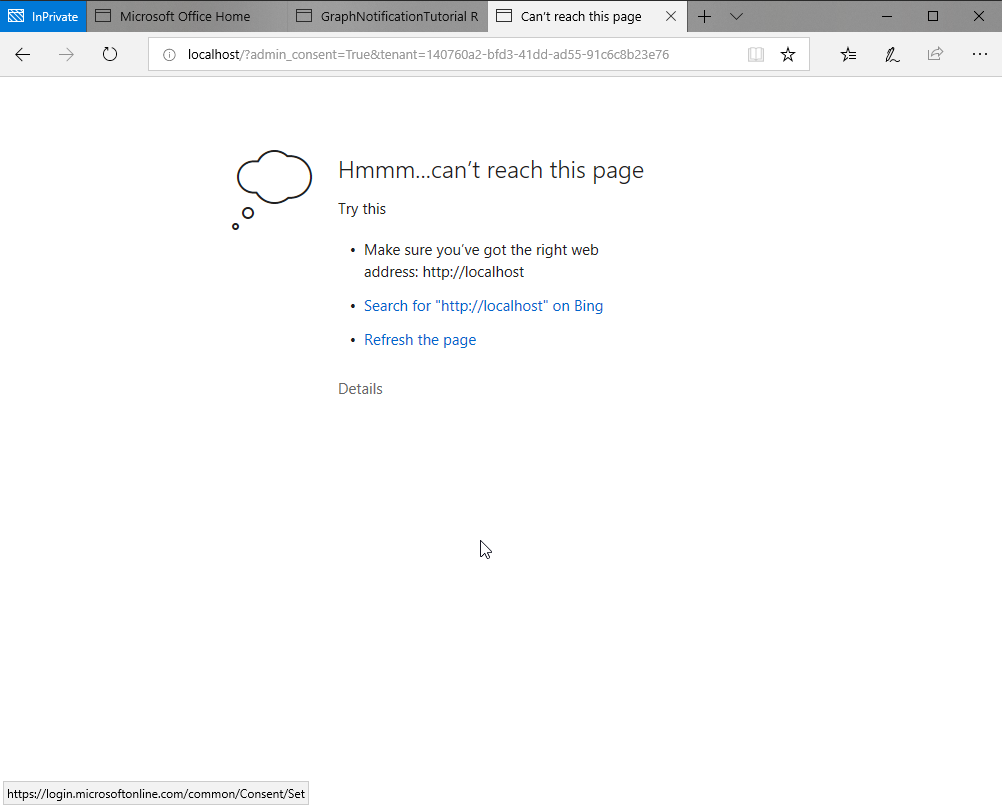 InPrivate
Microsoft Office Home
GraphNotificationTutorial R
Can't reach this page
localhost/?admin_consent=True&tenant=140760a2-bfd3-41dd-ad55-91c6c8b23e76
Hmmm...can't reach this page
Try this
• Make sure you've got the right web
address: http://localhost
• Search for "http://localhost" on Bing
• Refresh the page
Details
https://login.microsoftonline.com/common/Consent/Set